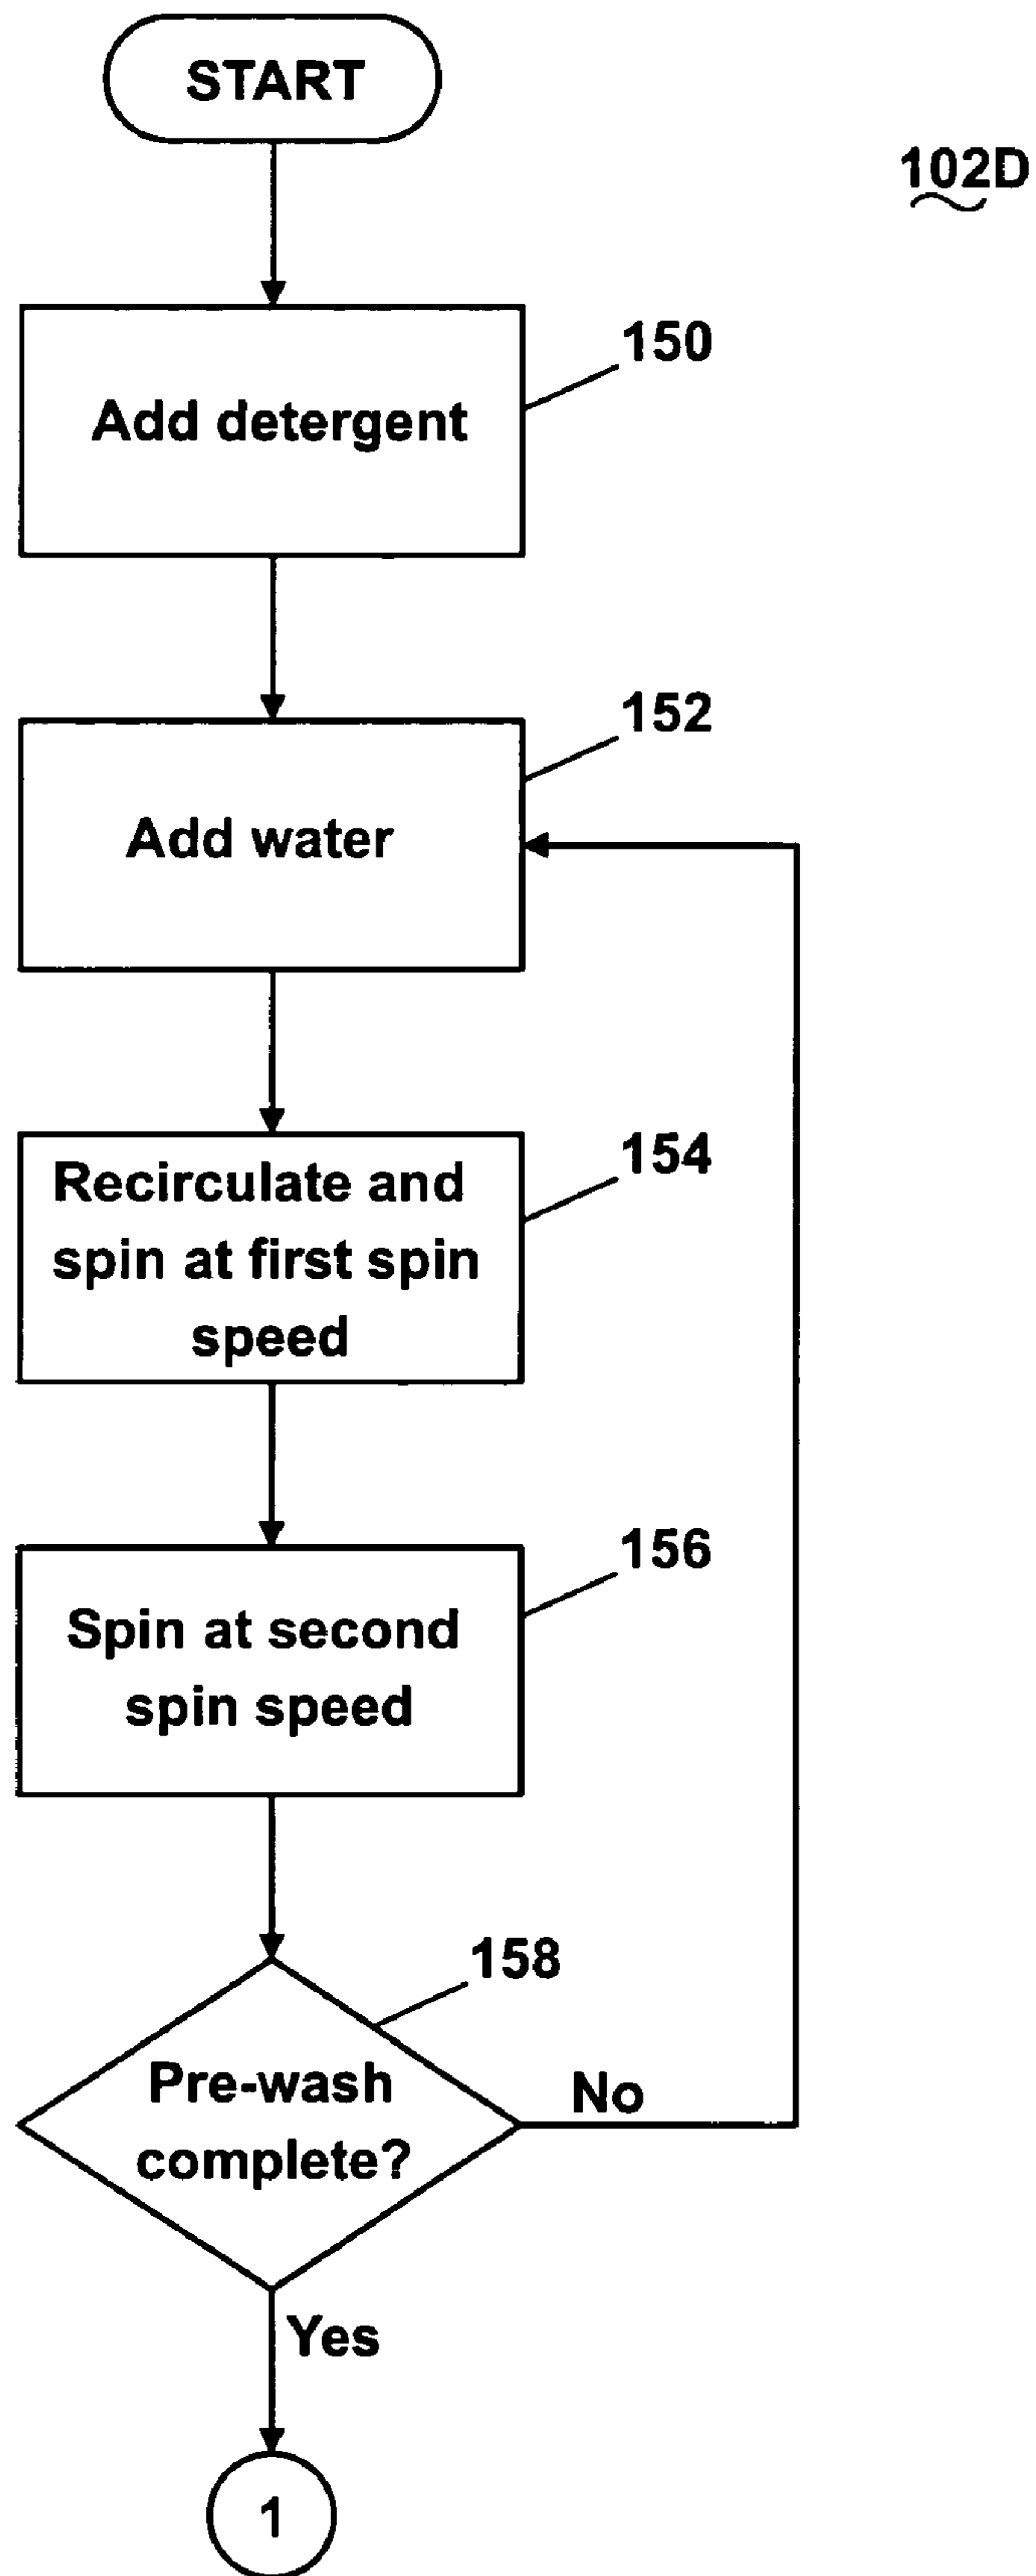 START
102D
150
Add detergent
152
Add water
154
Recirculate and
spin at first spin
speed
156
Spin at second
spin speed
158
Pre-wash
complete?
No
Yes
1